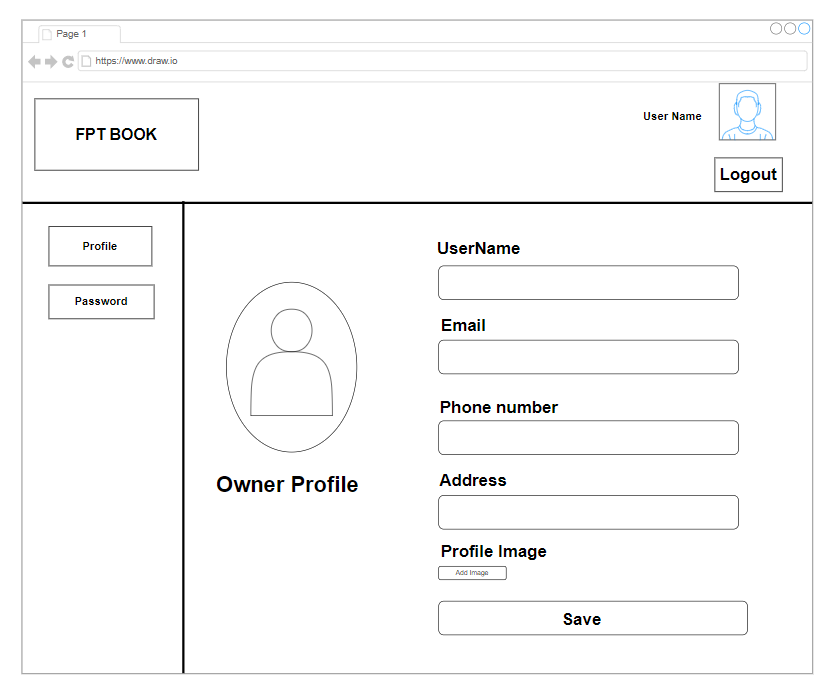 Page 1
https://www.draw.io
FPT BOOK
User Name
Logout
Profile
Password
Owner Profile
UserName
Email
Phone number
Address
Profile Image
Add Image
Save